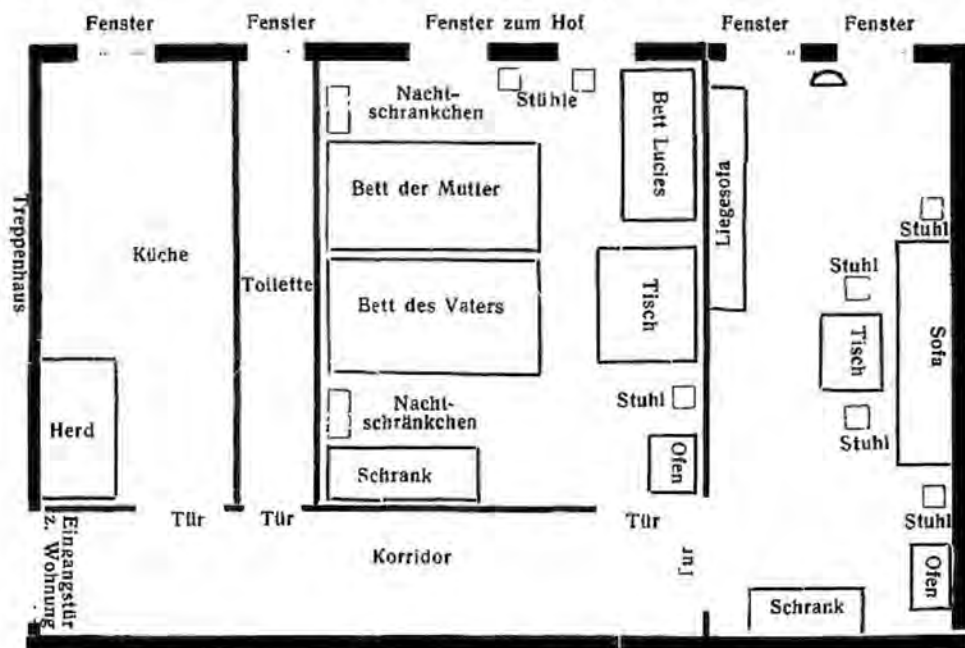 Fenster
Fenster
Fenster zum Hof
Fenster
Fenster
Treppenhaus
Küche
Herd
Toilette
Nacht-
schrankchen
Stühle
Bett der Mutter
Bett des Vaters
Nacht-
schränkchen
Schrank
Bett Lucies
Tisch
Stuhl
Ofen
Liegesofa
Stuhl
Stuhl
Tisch
Sofa
Stuhl
Stuhl
Ofen
Schrank
Tür
Tür
Tür
Korridor
Eingangstür
z.. Wohnung